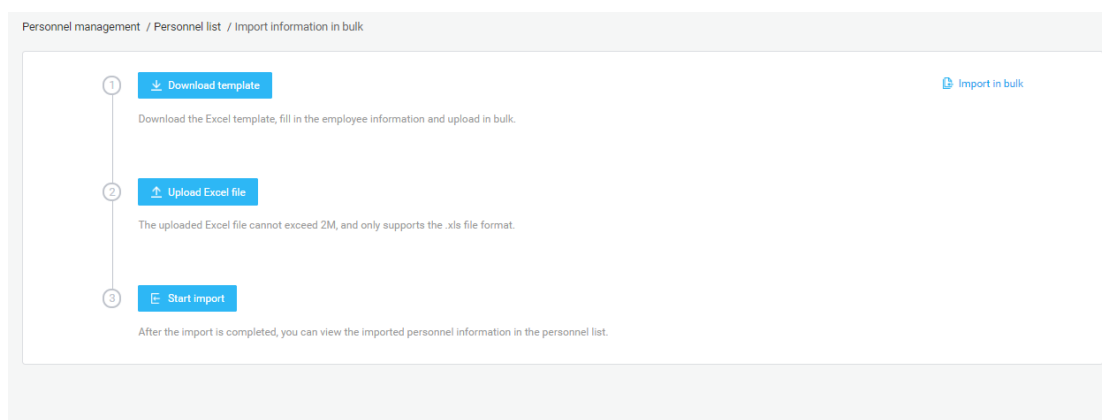 Personnel management / Personnel list / Import information in bulk
1 Download template Import in bulk
Download the Excel template, fill in the employee information and upload in bulk.
2 Upload Excel file
The uploaded Excel file cannot exceed 2M, and only supports the .xls file format.
3 Start import
After the import is completed, you can view the imported personnel information in the personnel list.